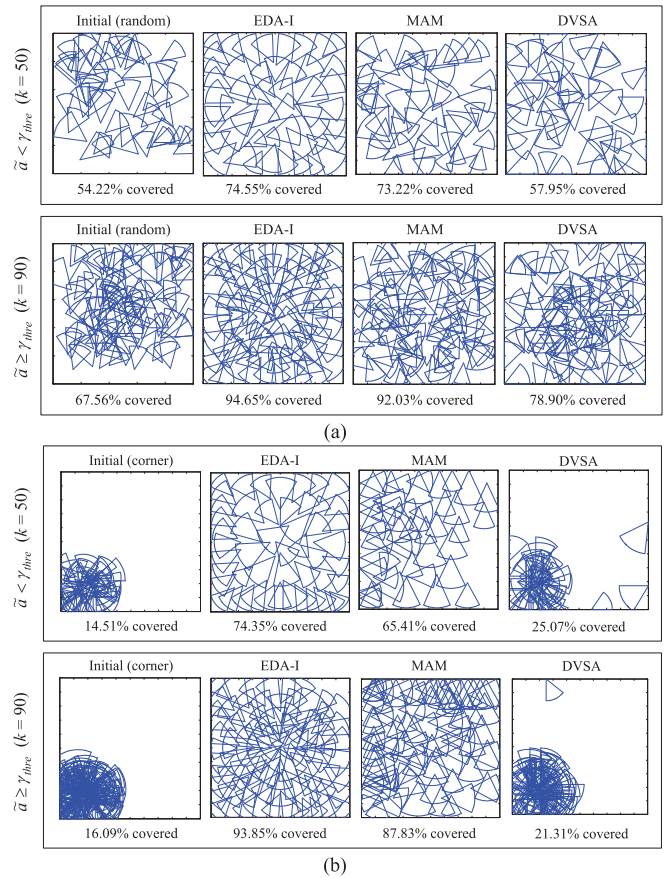 Initial (random) EDA-I MAM DVSA
ã < γthre (k = 50)
54.22% covered 74.55% covered 73.22% covered 57.95% covered
Initial (random) EDA-I MAM DVSA
ã ≥ γthre (k = 90)
67.56% covered 94.65% covered 92.03% covered 78.90% covered
(a)
Initial (corner) EDA-I MAM DVSA
ã < γthre (k = 50)
14.51% covered 74.35% covered 65.41% covered 25.07% covered
Initial (corner) EDA-I MAM DVSA
ã ≥ γthre (k = 90)
16.09% covered 93.85% covered 87.83% covered 21.31% covered
(b)